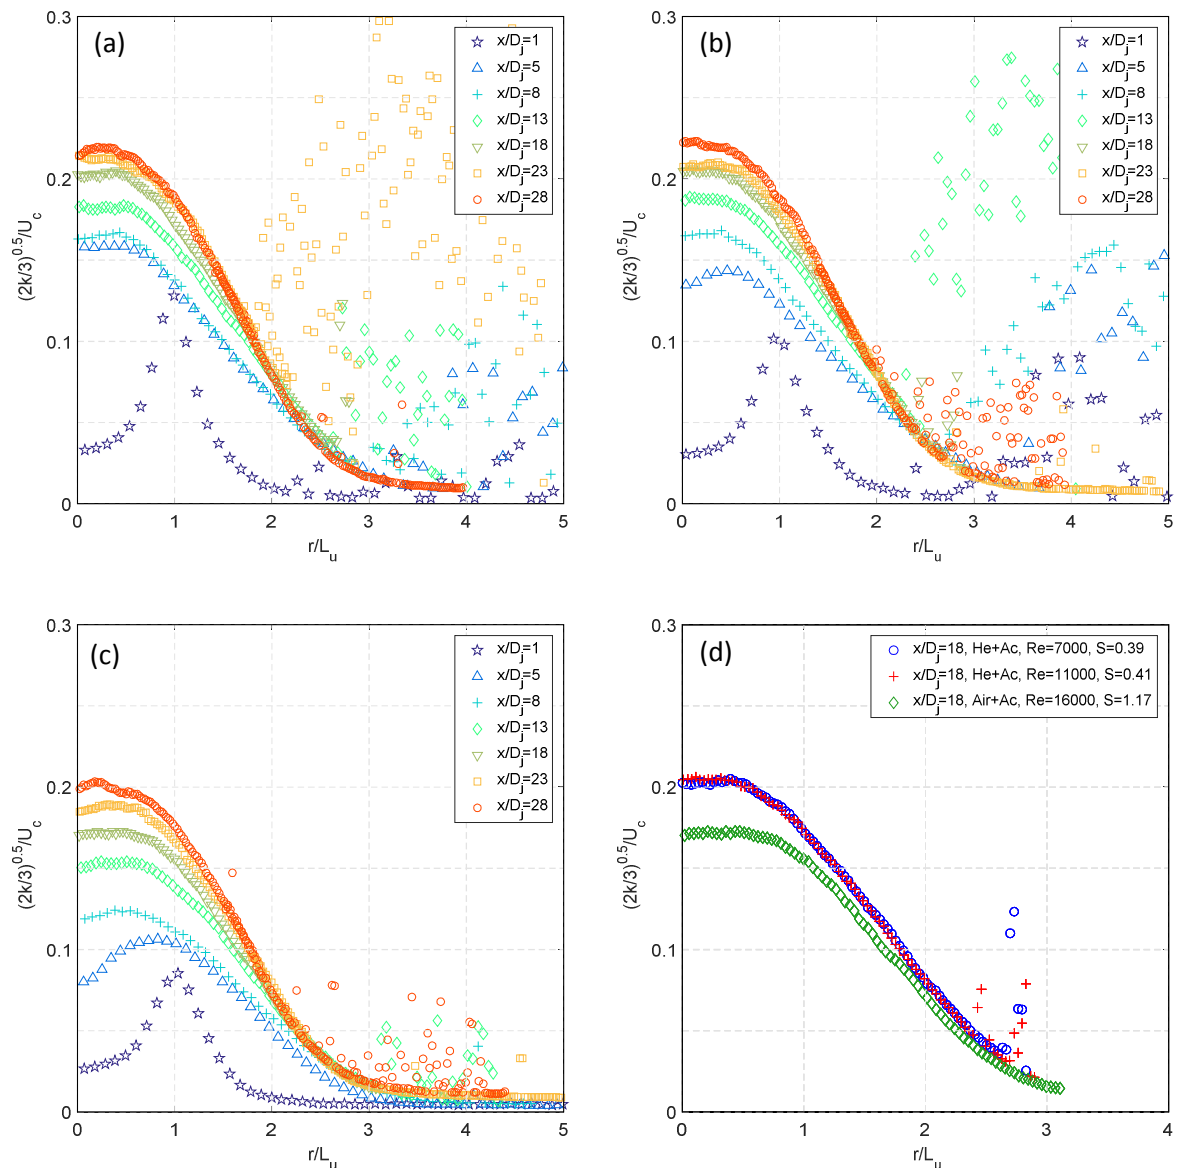 (a)
0.3
0.2
0.1
0
(2k/3)^0.5/U_c
x/D_j=1
x/D_j=5
x/D_j=8
x/D_j=13
x/D_j=18
x/D_j=23
x/D_j=28
0 1 2 3 4 5
r/L_u
(b)
0.3
0.2
0.1
0
(2k/3)^0.5/U_c
x/D_j=1
x/D_j=5
x/D_j=8
x/D_j=13
x/D_j=18
x/D_j=23
x/D_j=28
0 1 2 3 4 5
r/L_u
(c)
0.3
0.2
0.1
0
(2k/3)^0.5/U_c
x/D_j=1
x/D_j=5
x/D_j=8
x/D_j=13
x/D_j=18
x/D_j=23
x/D_j=28
0 1 2 3 4 5
r/L_u
(d)
0.3
0.2
0.1
0
(2k/3)^0.5/U_c
x/D_j=18, He+Ac, Re=7000, S=0.39
x/D_j=18, He+Ac, Re=11000, S=0.41
x/D_j=18, Air+Ac, Re=16000, S=1.17
0 1 2 3 4
r/L_u